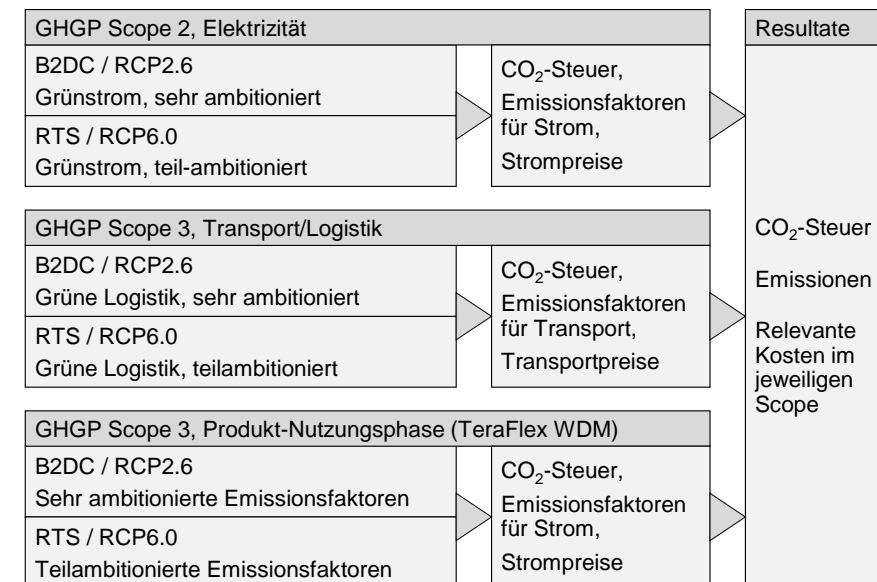 GHGP Scope 2, Elektrizität
B2DC / RCP2.6
Grünstrom, sehr ambitioniert
RTS / RCP6.0
Grünstrom, teil-ambitioniert
CO₂-Steuer,
Emissionsfaktoren
für Strom,
Strompreise
GHGP Scope 3, Transport/Logistik
B2DC / RCP2.6
Grüne Logistik, sehr ambitioniert
RTS / RCP6.0
Grüne Logistik, teilambitioniert
CO₂-Steuer,
Emissionsfaktoren
für Transport,
Transportpreise
GHGP Scope 3, Produkt-Nutzungsphase (TeraFlex WDM)
B2DC / RCP2.6
Sehr ambitionierte Emissionsfaktoren
RTS / RCP6.0
Teilambitionierte Emissionsfaktoren
CO₂-Steuer,
Emissionsfaktoren
für Strom,
Strompreise
Resultate
CO₂-Steuer
Emissionen
Relevante
Kosten im
jeweiligen
Scope